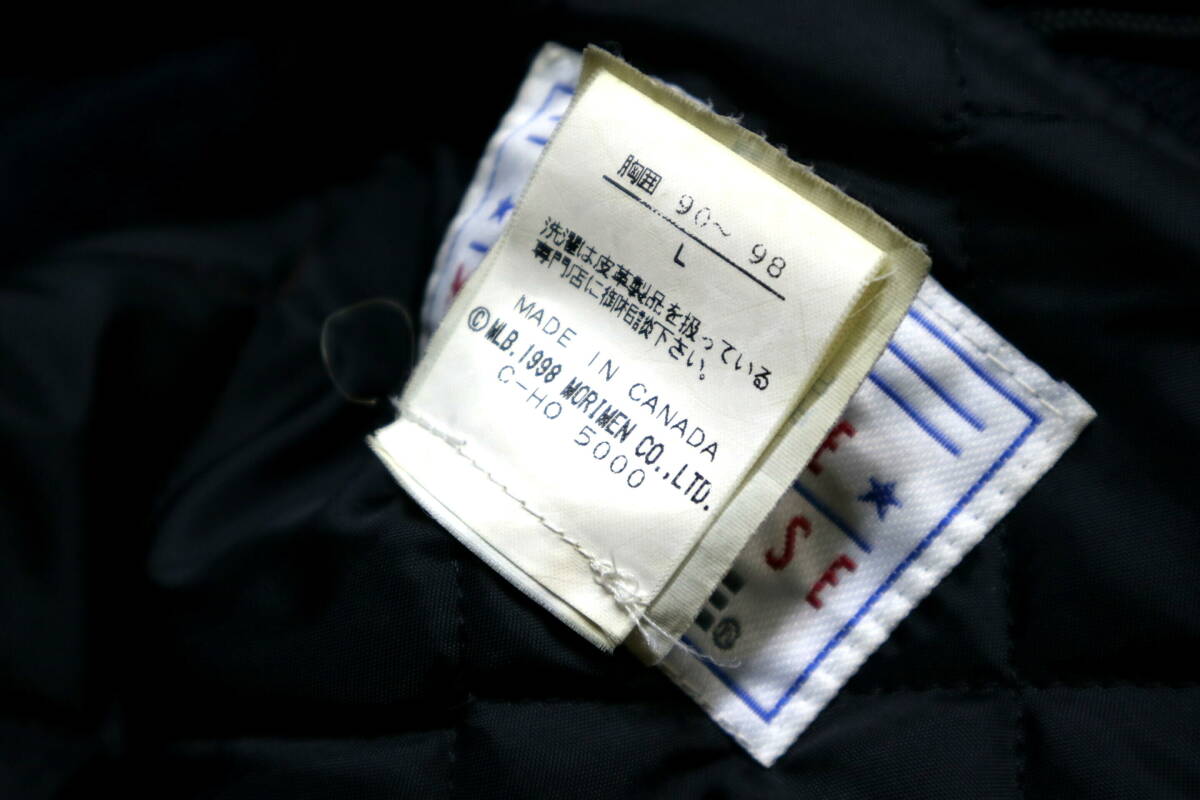 胸囲 90~ 98
L
洗濯は皮革製品を扱っている
専門店に御相談下さい。
MADE IN CANADA
©MLB.1998 MORIMEN CO.,LTD.
C-HO 5000
E
SE
®